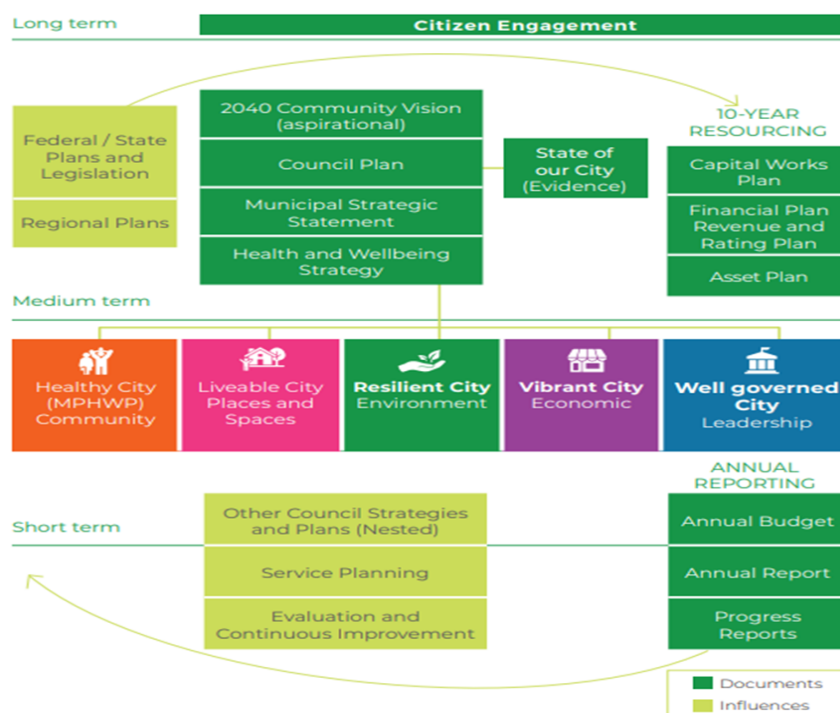 Long term
Citizen Engagement
Federal / State
Plans and
Legislation
Regional Plans
2040 Community Vision
(aspirational)
Council Plan
Municipal Strategic
Statement
Health and Wellbeing
Strategy
State of
our City
(Evidence)
10-YEAR
RESOURCING
Capital Works
Plan
Financial Plan
Revenue and
Rating Plan
Asset Plan
Medium term
Healthy City
(MPHWP)
Community
Liveable City
Places and
Spaces
Resilient City
Environment
Vibrant City
Economic
Well governed
City
Leadership
Short term
Other Council Strategies
and Plans (Nested)
Service Planning
Evaluation and
Continuous Improvement
ANNUAL
REPORTING
Annual Budget
Annual Report
Progress
Reports
Documents
Influences